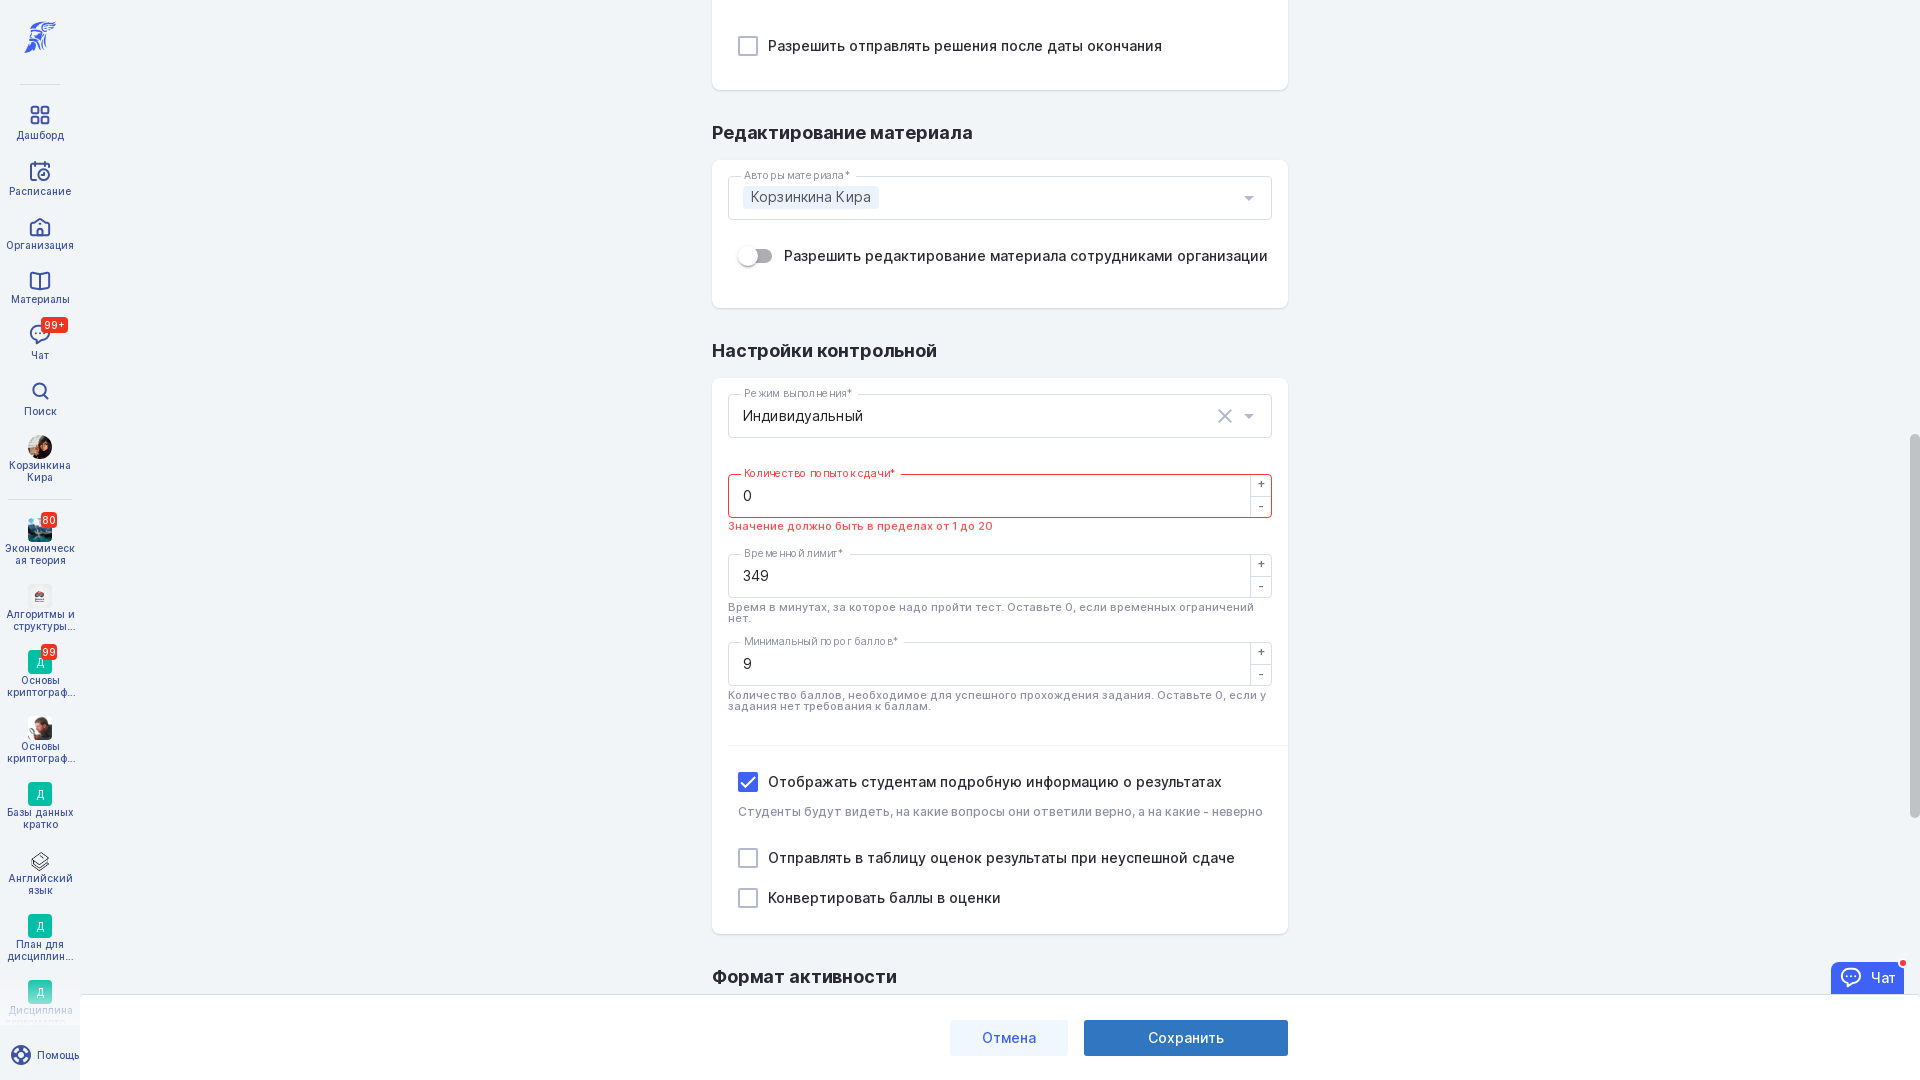 Дашборд
Расписание
Организация
Материалы
99+
Чат
Поиск
Корзинкина
Кира
80
Экономическ
ая теория
Алгоритмы и
структуры...
99
Д
Основы
криптограф...
Основы
криптограф...
Д
Базы данных
кратко
Английский
язык
Д
План для
дисциплин...
Д
Дисциплина
Помощь
Разрешить отправлять решения после даты окончания
Редактирование материала
Авторы материала*
Корзинкина Кира
Разрешить редактирование материала сотрудниками организации
Настройки контрольной
Режим выполнения*
Индивидуальный
Количество попыток сдачи*
0
+
-
Значение должно быть в пределах от 1 до 20
Временной лимит*
349
+
-
Время в минутах, за которое надо пройти тест. Оставьте 0, если временных ограничений
нет.
Минимальный порог баллов*
9
+
-
Количество баллов, необходимое для успешного прохождения задания. Оставьте 0, если у
задания нет требования к баллам.
Отображать студентам подробную информацию о результатах
Студенты будут видеть, на какие вопросы они ответили верно, а на какие - неверно
Отправлять в таблицу оценок результаты при неуспешной сдаче
Конвертировать баллы в оценки
Формат активности
Чат
Отмена
Сохранить